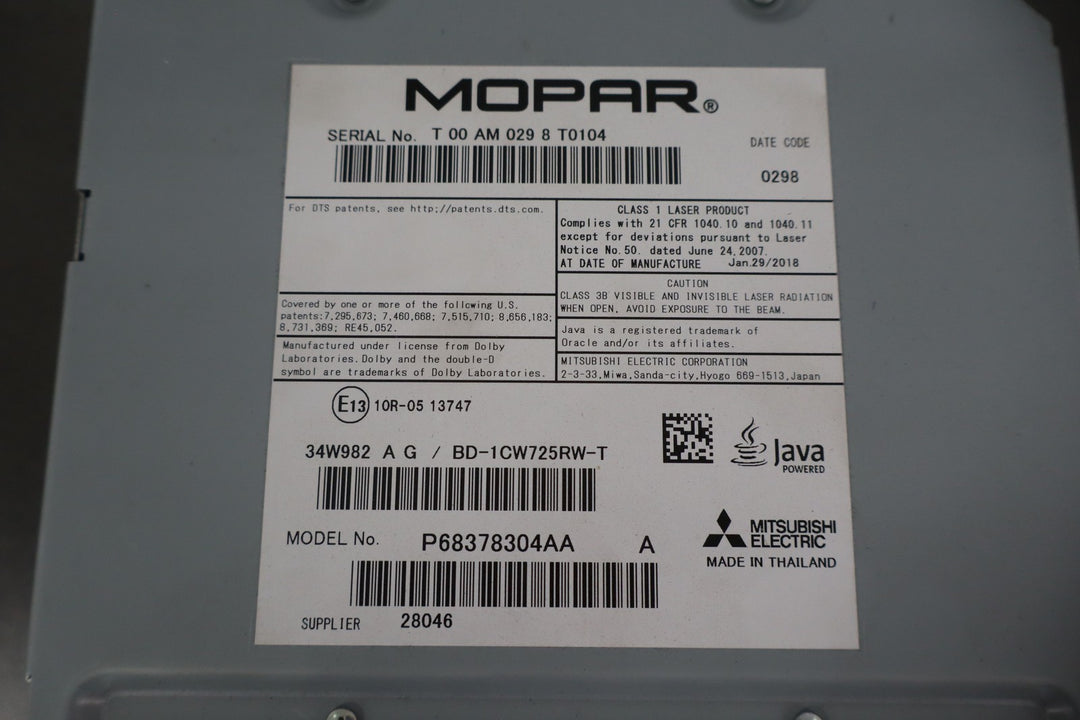 MOPAR®
SERIAL No. T 00 AM 029 8 T0104
DATE CODE
0298
For DTS patents, see http://patents.dts.com.
CLASS 1 LASER PRODUCT
Complies with 21 CFR 1040.10 and 1040.11
except for deviations pursuant to Laser
Notice No.50. dated June 24,2007.
AT DATE OF MANUFACTURE Jan.29/2018
CAUTION
CLASS 3B VISIBLE AND INVISIBLE LASER RADIATION
WHEN OPEN, AVOID EXPOSURE TO THE BEAM.
Covered by one or more of the following U.S.
patents:7,295,673; 7,460,668; 7,515,710; 8,656,183;
8,731,369; RE45,052.
Java is a registered trademark of
Oracle and/or its affiliates.
Manufactured under license from Dolby
Laboratories. Dolby and the double-D
symbol are trademarks of Dolby Laboratories.
MITSUBISHI ELECTRIC CORPORATION
2-3-33,Miwa,Sanda-city,Hyogo 669-1513,Japan
E13 10R-05 13747
34W982 A G / BD-1CW725RW-T
Java
POWERED
MODEL No. P68378304AA A
MITSUBISHI
ELECTRIC
MADE IN THAILAND
SUPPLIER 28046